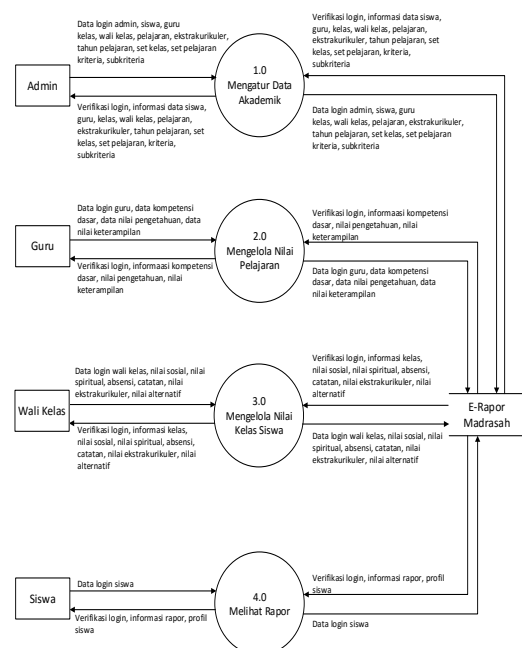 Data login admin, siswa, guru
kelas, wali kelas, pelajaran, ekstrakurikuler,
tahun pelajaran, set kelas, set pelajaran
kriteria, subkriteria
Verifikasi login, informasi data siswa,
guru, kelas, wali kelas, pelajaran,
ekstrakurikuler, tahun pelajaran, set
kelas, set pelajaran, kriteria,
subkriteria
Admin
1.0
Mengatur Data
Akademik
Verifikasi login, informasi data siswa,
guru, kelas, wali kelas, pelajaran,
ekstrakurikuler, tahun pelajaran, set
kelas, set pelajaran, kriteria,
subkriteria
Data login admin, siswa, guru
kelas, wali kelas, pelajaran, ekstrakurikuler,
tahun pelajaran, set kelas, set pelajaran,
kriteria, subkriteria
Data login guru, data kompetensi
dasar, data nilai pengetahuan, data
nilai keterampilan
Verifikasi login, informaasi kompetensi
dasar, nilai pengetahuan, nilai
keterampilan
Guru
2.0
Mengelola Nilai
Pelajaran
Verifikasi login, informaasi kompetensi
dasar, nilai pengetahuan, nilai
keterampilan
Data login guru, data kompetensi
dasar, data nilai pengetahuan, data
nilai keterampilan
Data login wali kelas, nilai sosial, nilai
spiritual, absensi, catatan, nilai
ekstrakurikuler, nilai alternatif
Verifikasi login, informasi kelas,
nilai sosial, nilai spiritual, absensi,
catatan, nilai ekstrakurikuler, nilai
alternatif
Wali Kelas
3.0
Mengelola Nilai
Kelas Siswa
Verifikasi login, informasi kelas,
nilai sosial, nilai spiritual, absensi,
catatan, nilai ekstrakurikuler, nilai
alternatif
E-Rapor
Madrasah
Data login wali kelas, nilai sosial, nilai
spiritual, absensi, catatan, nilai
ekstrakurikuler, nilai alternatif
Siswa
Data login siswa
Verifikasi login, informasi rapor, profil
siswa
4.0
Melihat Rapor
Verifikasi login, informasi rapor, profil
siswa
Data login siswa